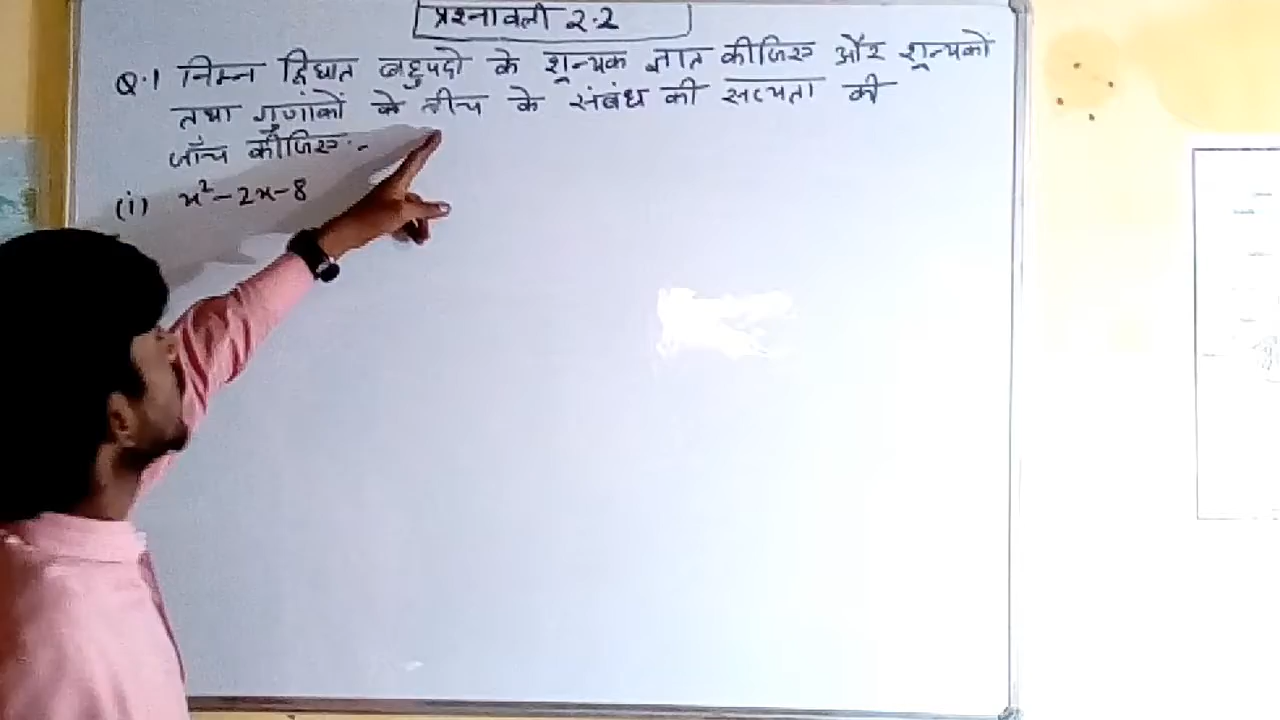 प्रश्नावली 2.2
Q.1 निम्न द्विघात बहुपदो के शून्यक ज्ञात कीजिए और शून्यकों
तथा गुणांकों के बीच के संबंध की सत्यता की
जाँच कीजिए:-
(i) x²-2x-8